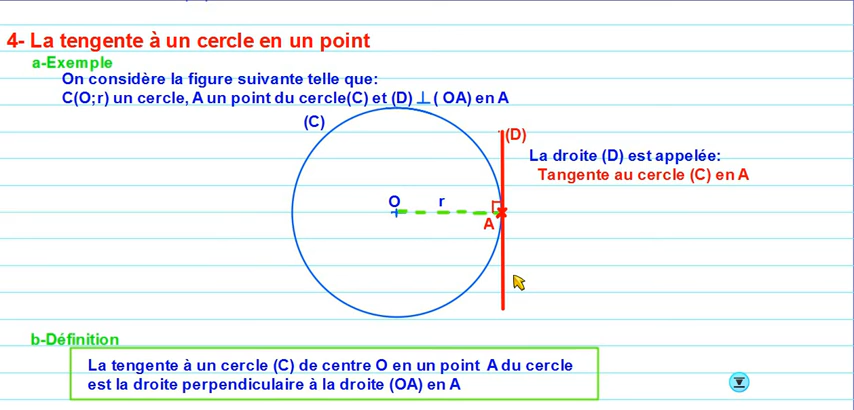 4- La tengente à un cercle en un point
a-Exemple
On considère la figure suivante telle que:
C(O;r) un cercle, A un point du cercle(C) et (D) ⊥ ( OA) en A
(C)
(D)
La droite (D) est appelée:
Tangente au cercle (C) en A
O r
A
b-Définition
La tengente à un cercle (C) de centre O en un point A du cercle
est la droite perpendiculaire à la droite (OA) en A